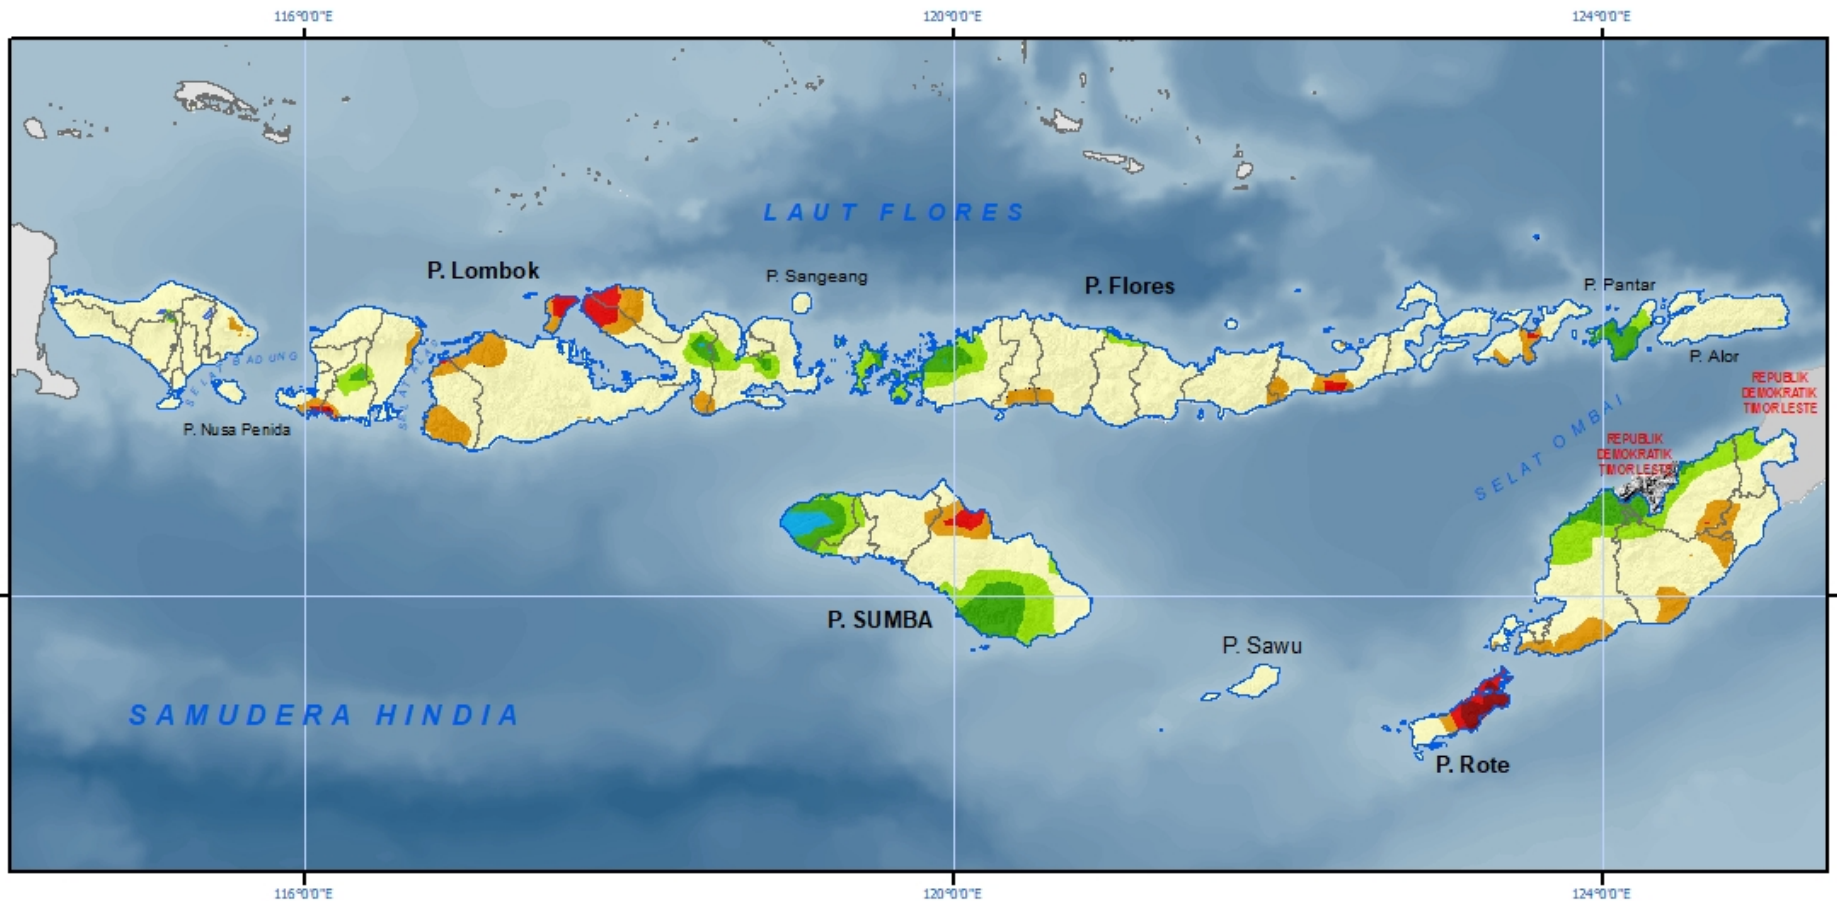 116°0'0"E
120°0'0"E
124°0'0"E
LAUT FLORES
P. Lombok
P. Sangeang
P. Flores
P. Pantar
P. Alor
SELAT BADUNG
SELAT ALAS
P. Nusa Penida
REPUBLIK
DEMOKRATIK
TIMOR LESTE
SELAT OMBAI
REPUBLIK
DEMOKRATIK
TIMOR LESTE
P. SUMBA
P. Sawu
SAMUDERA HINDIA
P. Rote
116°0'0"E
120°0'0"E
124°0'0"E